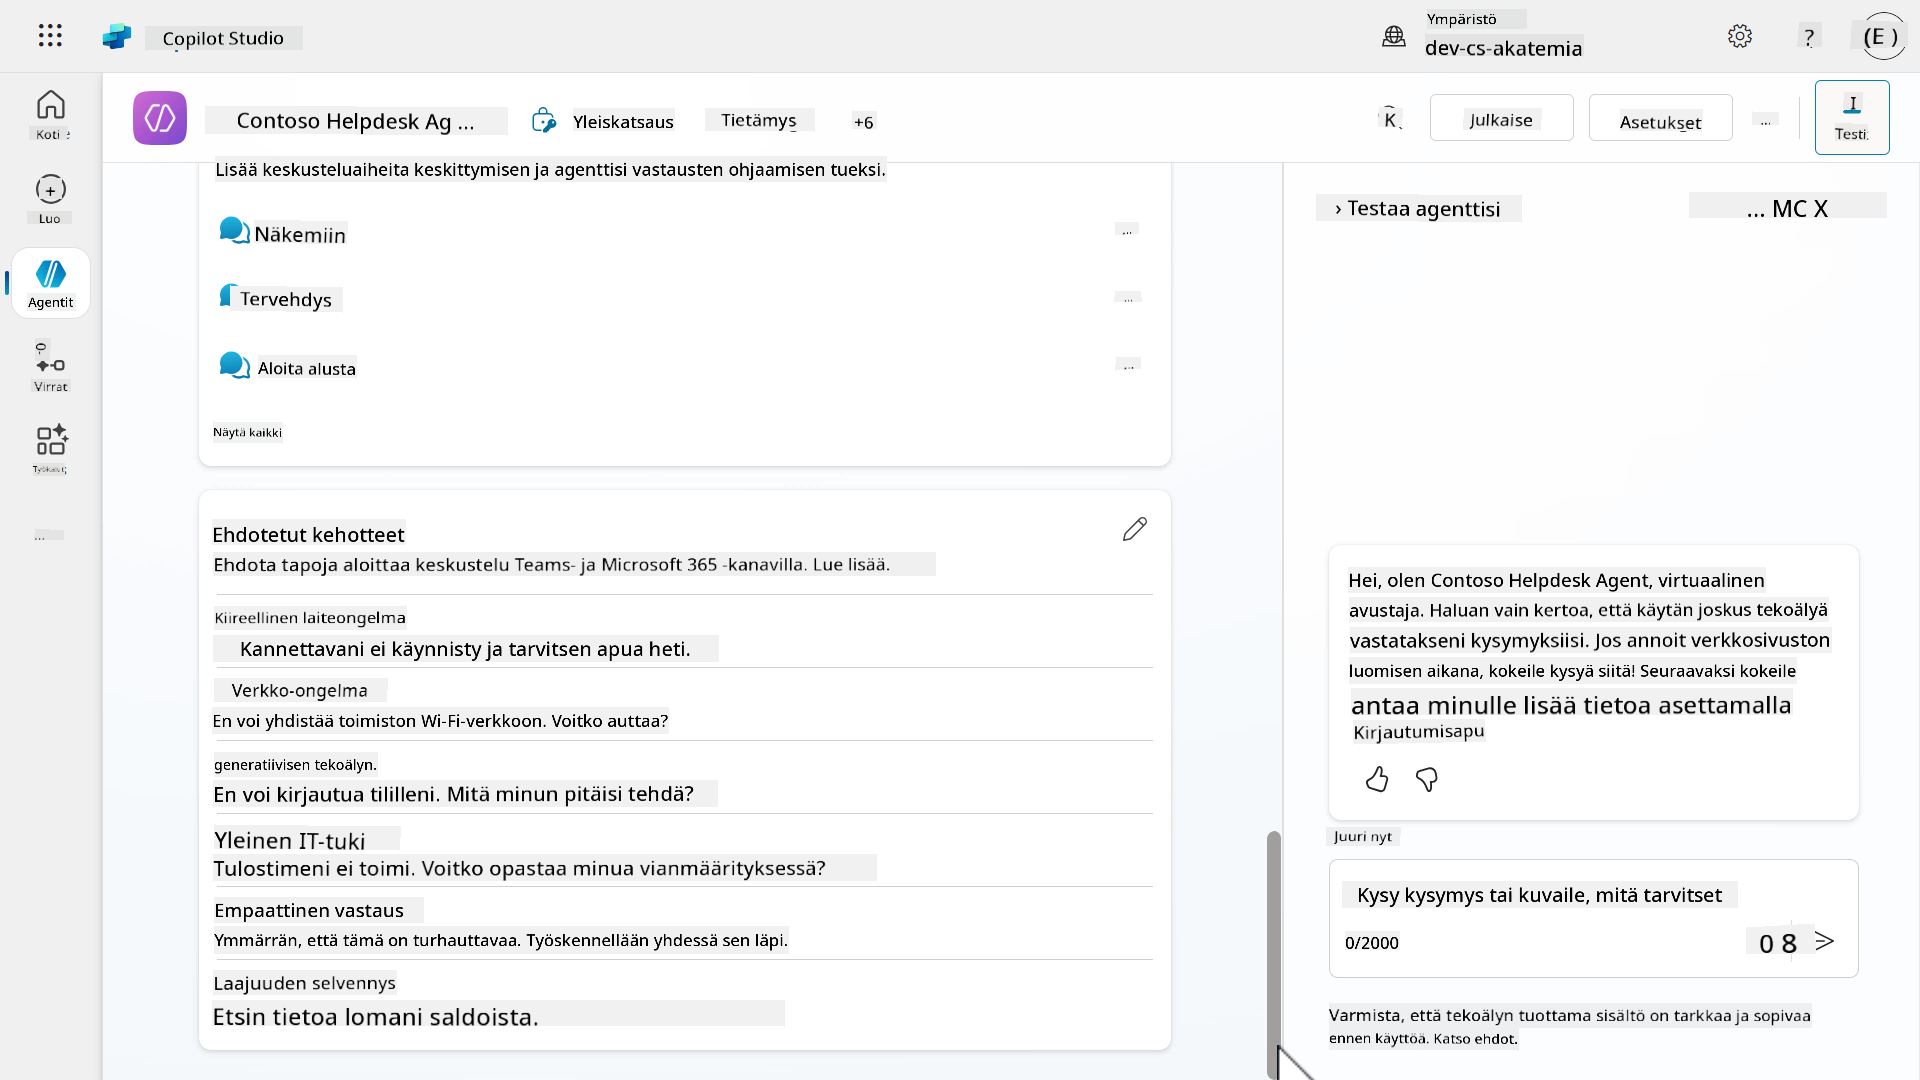 Copilot Studio
Ympäristö
dev-cs-akatemia
?
(E )
Koti
Luo
Agentit
Virrat
Työkalut
...
Contoso Helpdesk Ag ...
Yleiskatsaus
Tietämys
+6
K
Julkaise
Asetukset
...
I
Testi
Lisää keskusteluaiheita keskittymisen ja agenttisi vastausten ohjaamisen tueksi.
Näkemiin
...
Tervehdys
...
Aloita alusta
...
Näytä kaikki
Ehdotetut kehotteet
Ehdota tapoja aloittaa keskustelu Teams- ja Microsoft 365 -kanavilla. Lue lisää.
Kiireellinen laiteongelma
Kannettavani ei käynnisty ja tarvitsen apua heti.
Verkko-ongelma
En voi yhdistää toimiston Wi-Fi-verkkoon. Voitko auttaa?
generatiivisen tekoälyn.
En voi kirjautua tililleni. Mitä minun pitäisi tehdä?
Yleinen IT-tuki
Tulostimeni ei toimi. Voitko opastaa minua vianmäärityksessä?
Empaattinen vastaus
Ymmärrän, että tämä on turhauttavaa. Työskennellään yhdessä sen läpi.
Laajuuden selvennys
Etsin tietoa lomani saldoista.
› Testaa agenttisi
... MC X
Hei, olen Contoso Helpdesk Agent, virtuaalinen
avustaja. Haluan vain kertoa, että käytän joskus tekoälyä
vastatakseni kysymyksiisi. Jos annoit verkkosivuston
luomisen aikana, kokeile kysyä siitä! Seuraavaksi kokeile
antaa minulle lisää tietoa asettamalla
Kirjautumisapu
Juuri nyt
Kysy kysymys tai kuvaile, mitä tarvitset
0/2000
0 8
Varmista, että tekoälyn tuottama sisältö on tarkkaa ja sopivaa
ennen käyttöä. Katso ehdot.